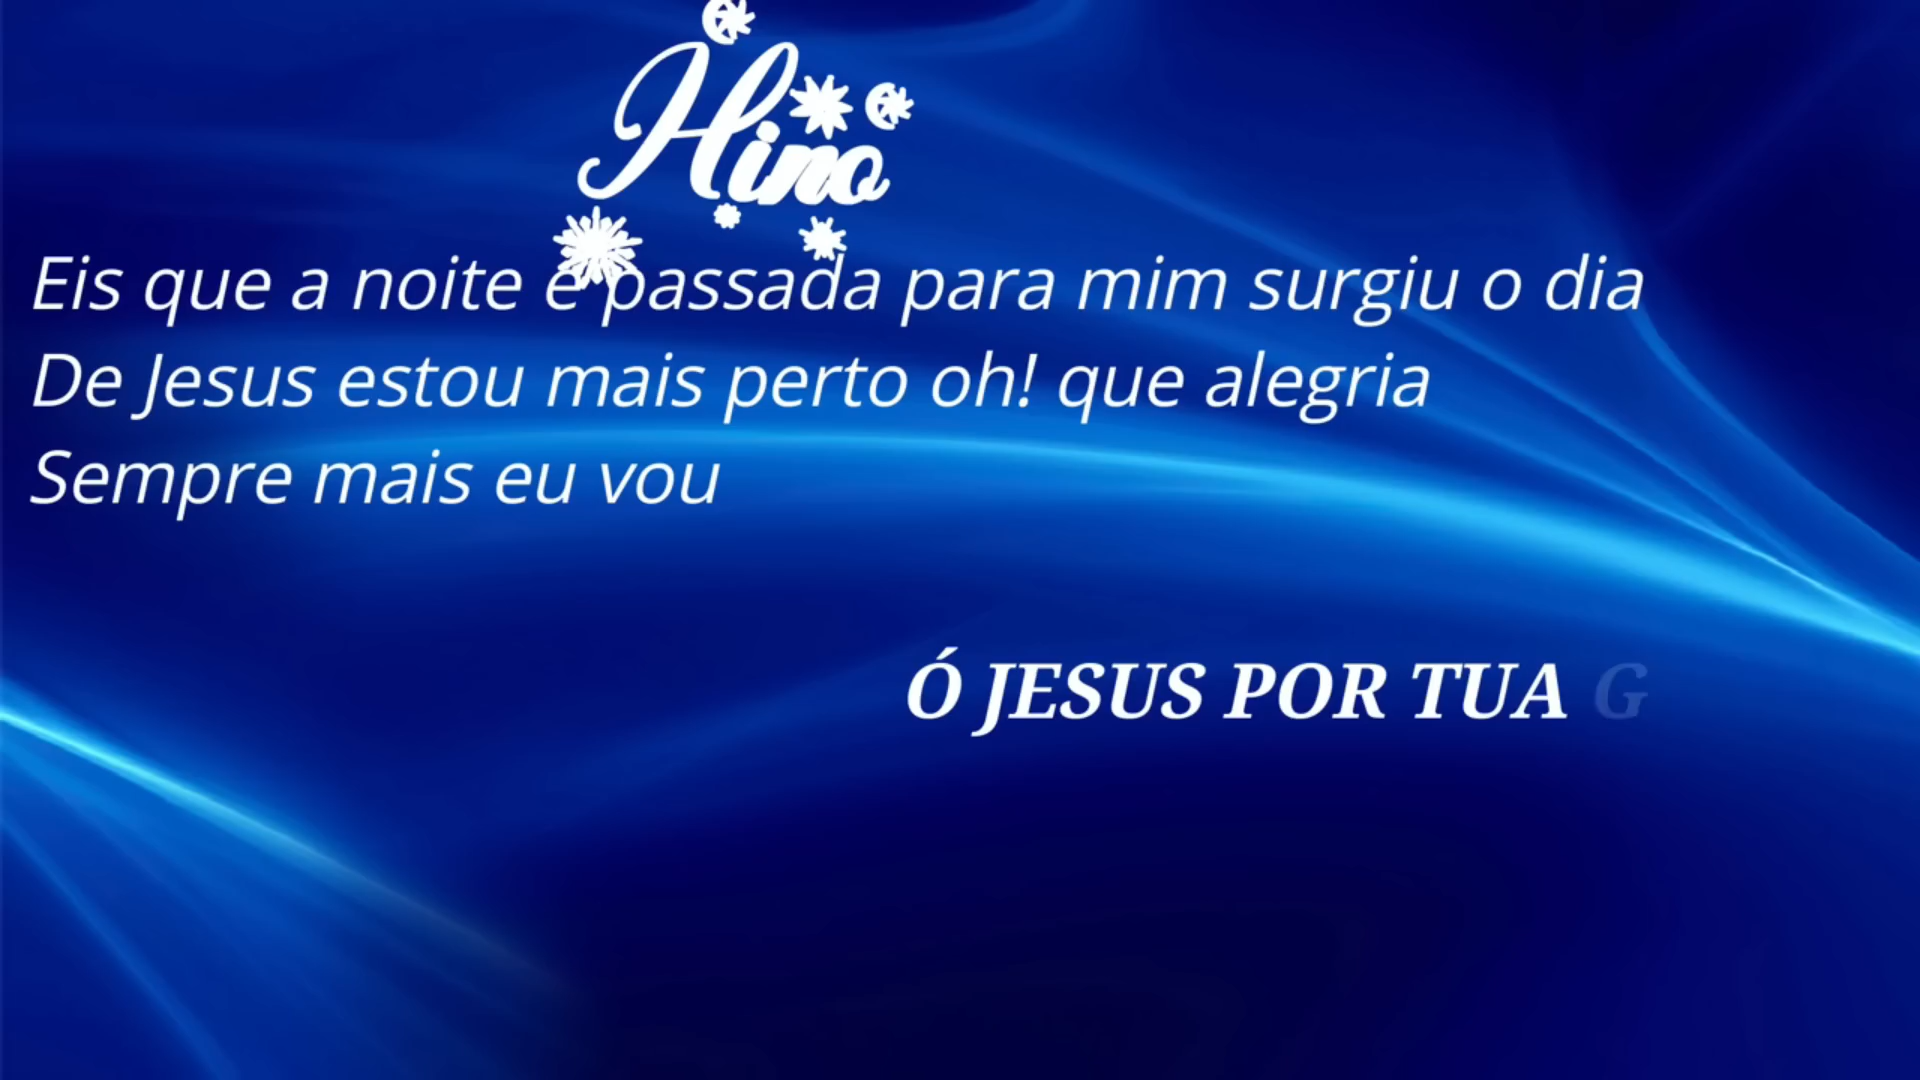 Hino
Eis que a noite é passada para mim surgiu o dia
De Jesus estou mais perto oh! que alegria
Sempre mais eu vou
Ó JESUS POR TUA G